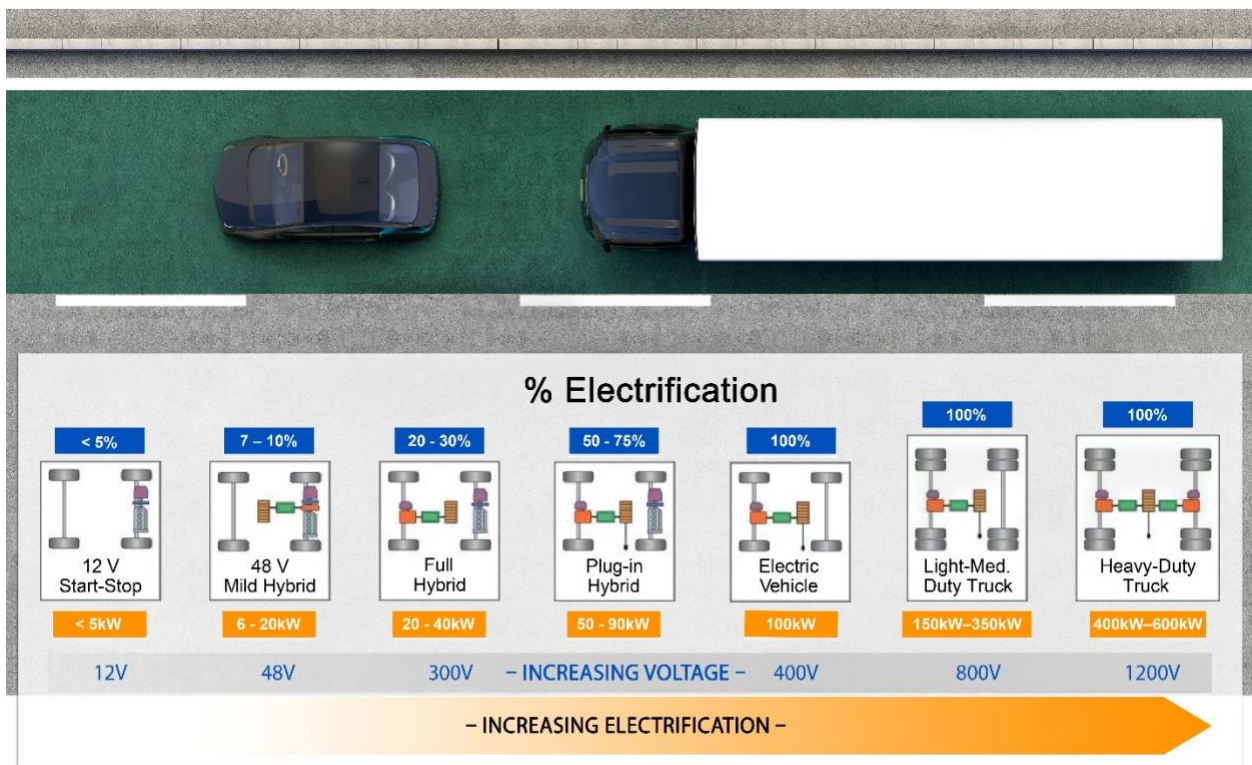 % Electrification
< 5%
7 – 10%
20 - 30%
50 - 75%
100%
100%
100%
12 V
Start-Stop
48 V
Mild Hybrid
Full
Hybrid
Plug-in
Hybrid
Electric
Vehicle
Light-Med.
Duty Truck
Heavy-Duty
Truck
< 5kW
6 - 20kW
20 - 40kW
50 - 90kW
100kW
150kW–350kW
400kW–600kW
12V
48V
300V
– INCREASING VOLTAGE –
400V
800V
1200V
– INCREASING ELECTRIFICATION –